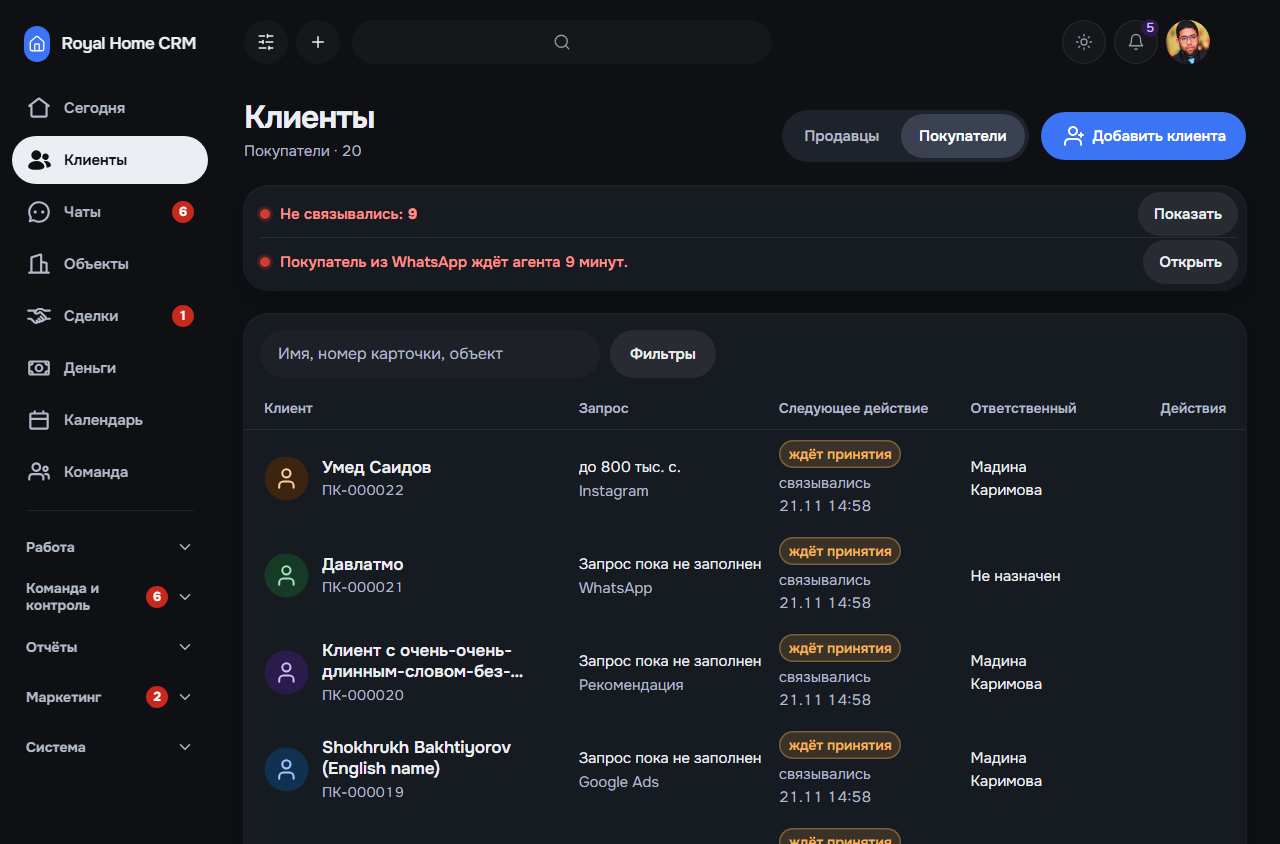 Royal Home CRM
5
Сегодня
Клиенты
Чаты 6
Объекты
Сделки 1
Деньги
Календарь
Команда
Работа
Команда и
контроль 6
Отчёты
Маркетинг 2
Система
Клиенты
Покупатели · 20
Продавцы Покупатели Добавить клиента
Не связывались: 9 Показать
Покупатель из WhatsApp ждёт агента 9 минут. Открыть
Имя, номер карточки, объект Фильтры
Клиент Запрос Следующее действие Ответственный Действия
Умед Саидов
ПК-000022
до 800 тыс. с.
Instagram
ждёт принятия
связывались
21.11 14:58
Мадина
Каримова
Давлатмо
ПК-000021
Запрос пока не заполнен
WhatsApp
ждёт принятия
связывались
21.11 14:58
Не назначен
Клиент с очень-очень-
длинным-словом-без-...
ПК-000020
Запрос пока не заполнен
Рекомендация
ждёт принятия
связывались
21.11 14:58
Мадина
Каримова
Shokhrukh Bakhtiyorov
(English name)
ПК-000019
Запрос пока не заполнен
Google Ads
ждёт принятия
связывались
21.11 14:58
Мадина
Каримова
ждёт принятия